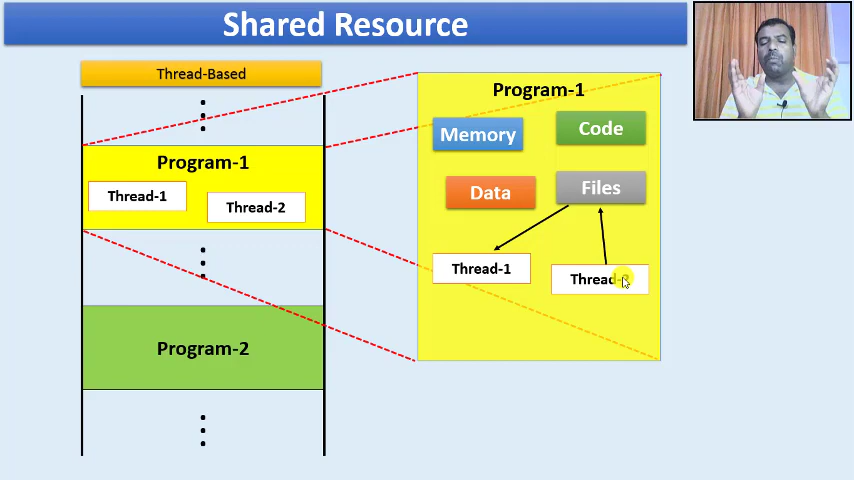 Shared Resource
Thread-Based
Program-1
Thread-1
Thread-2
Program-2
Program-1
Memory
Code
Data
Files
Thread-1
Thread-